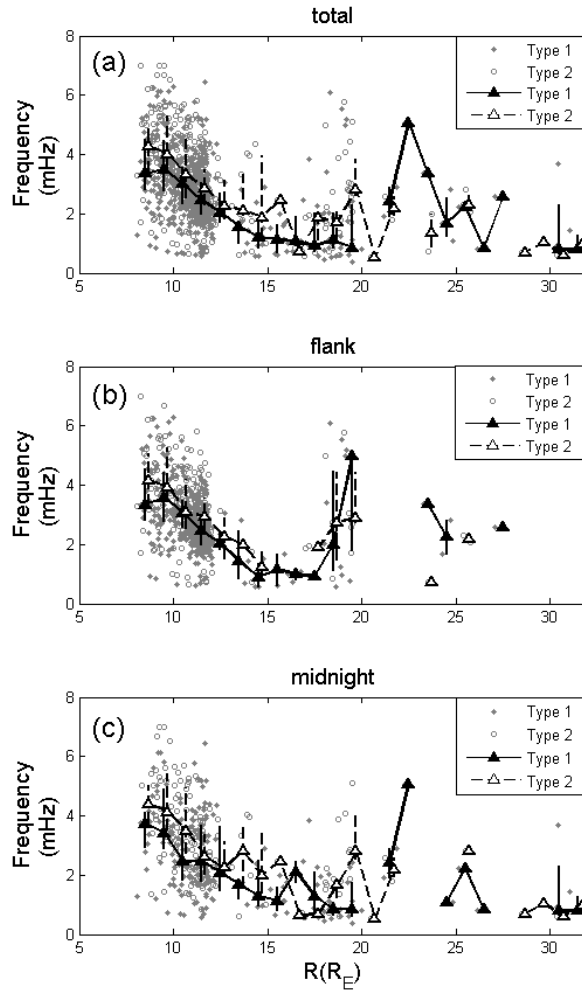 total
(a)
Type 1
Type 2
Type 1
Type 2
8
6
4
2
0
Frequency
(mHz)
5 10 15 20 25 30
flank
(b)
Type 1
Type 2
Type 1
Type 2
8
6
4
2
0
Frequency
(mHz)
5 10 15 20 25 30
midnight
(c)
Type 1
Type 2
Type 1
Type 2
8
6
4
2
0
Frequency
(mHz)
5 10 15 20 25 30
R(R_E)